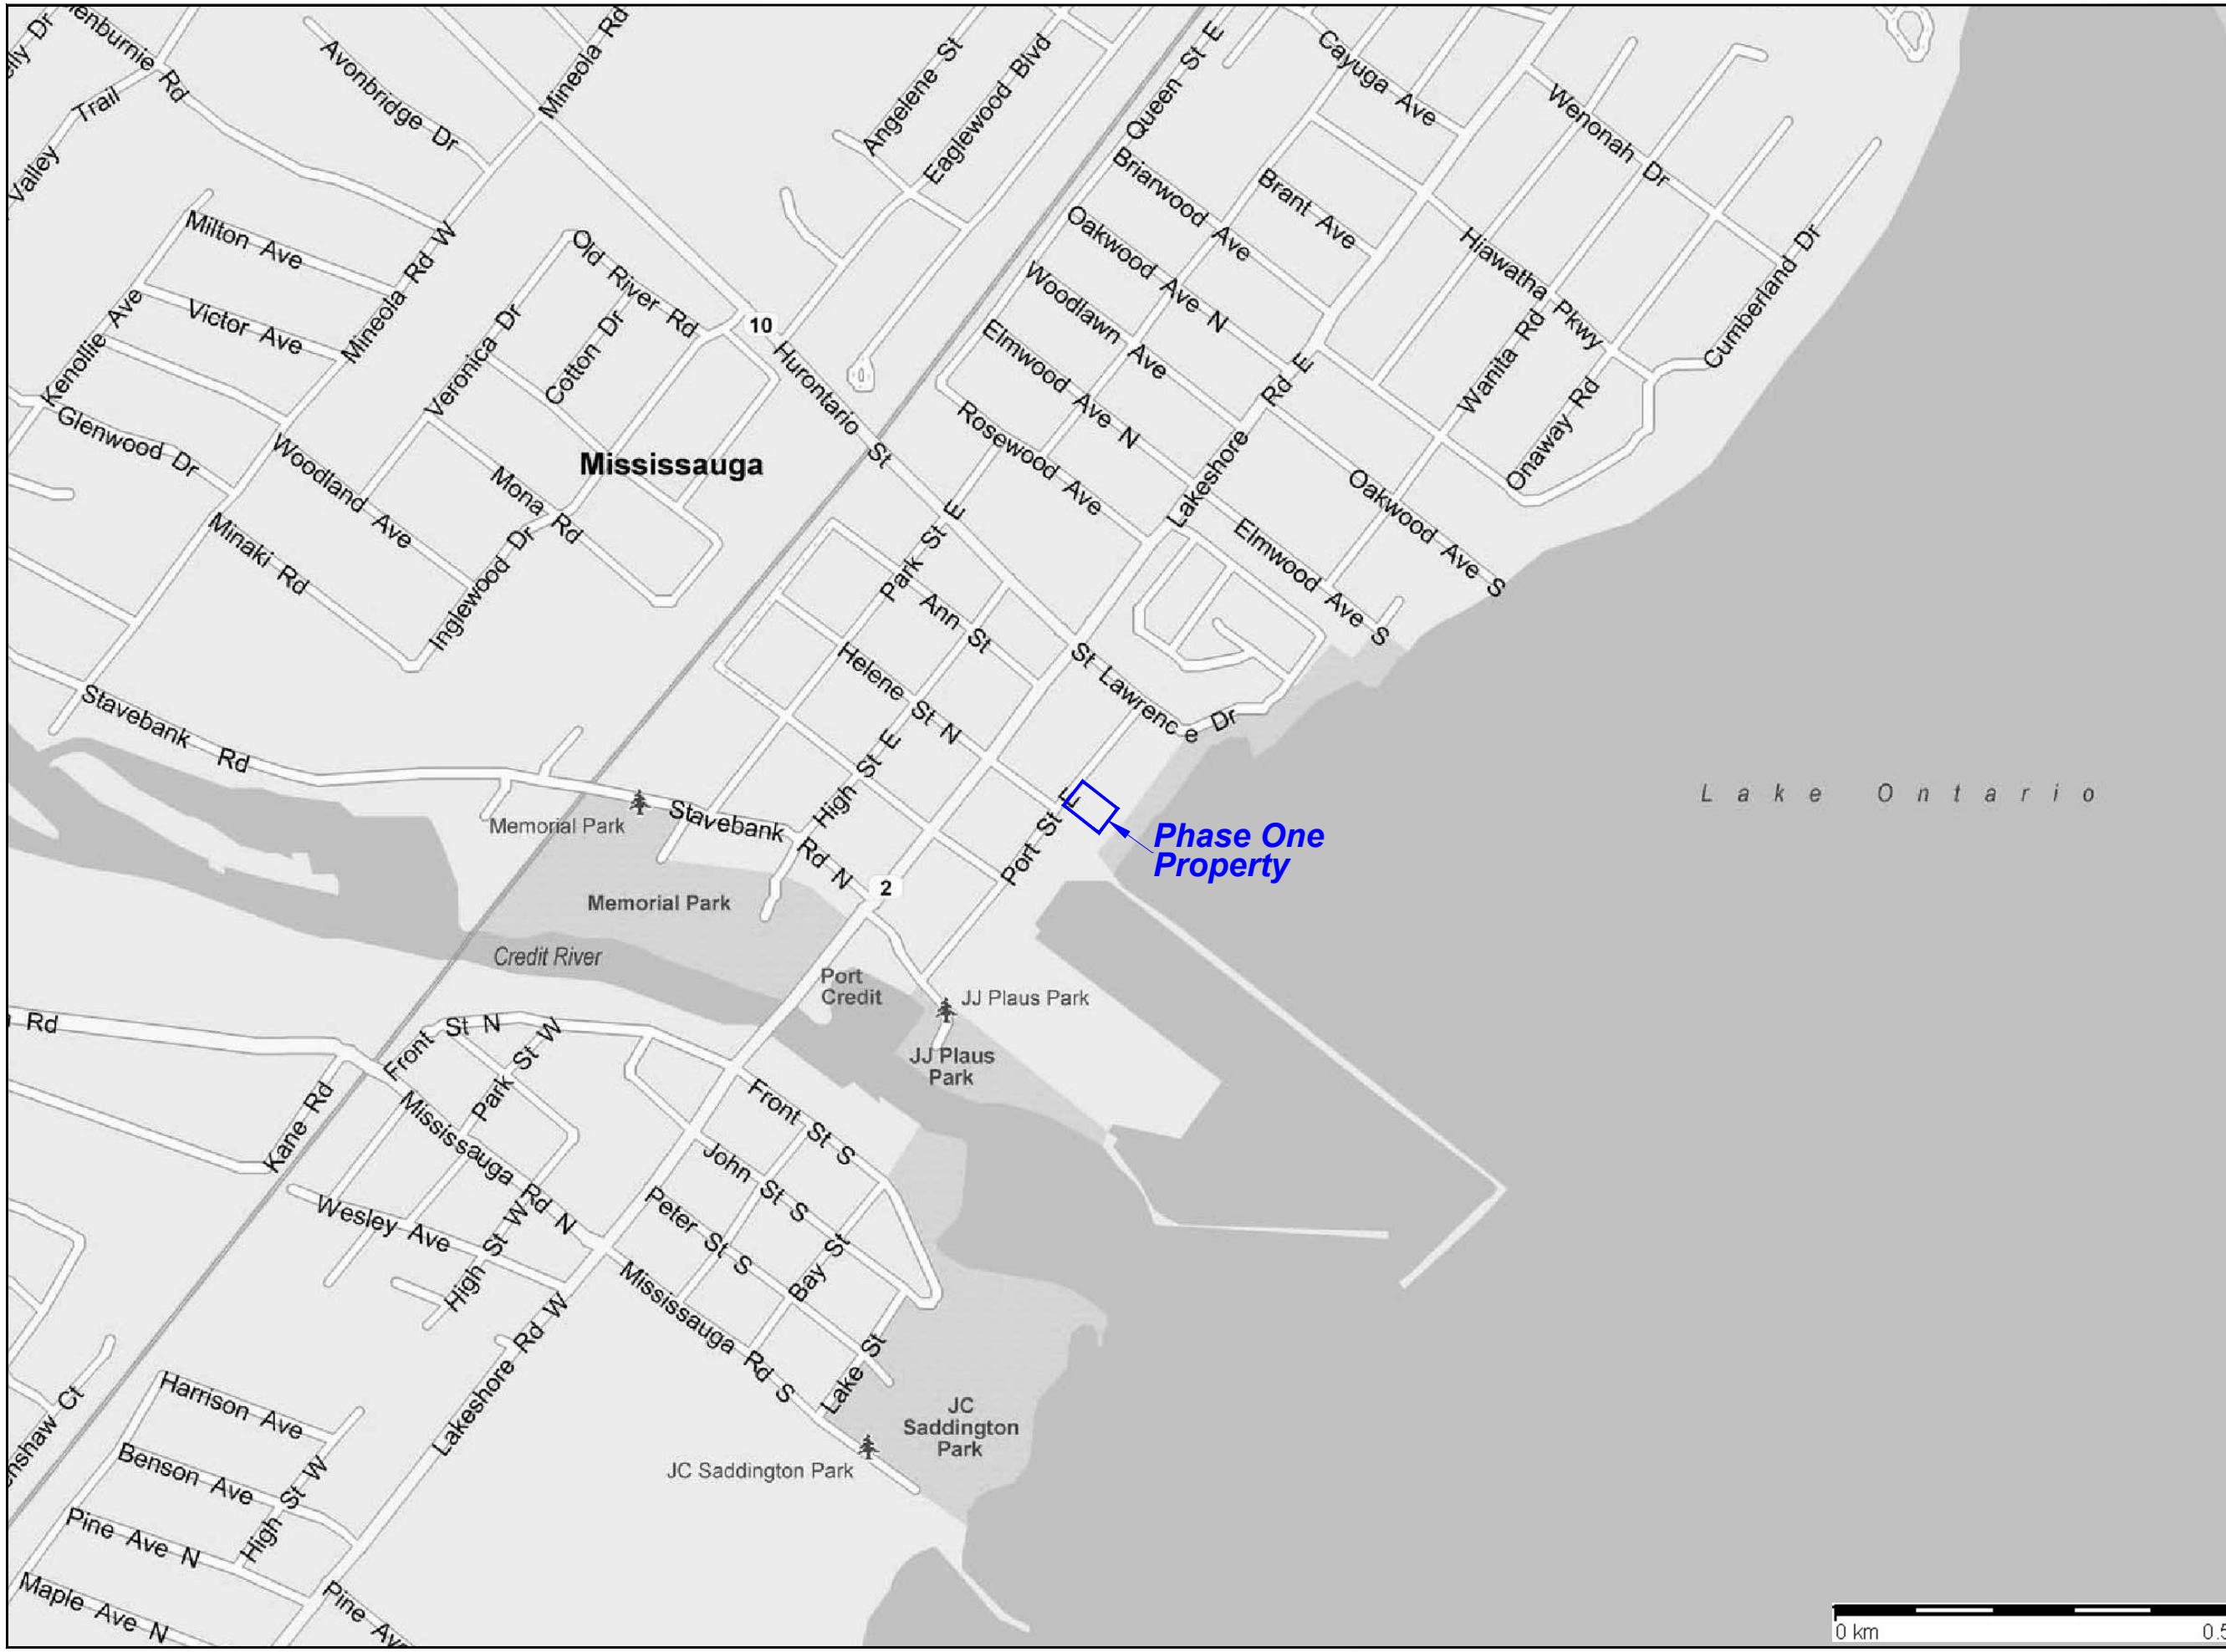 Mineola Rd
Avonbridge Dr
Rd
Trail
Valley
Angelene St
Eaglewood Blvd
Queen St E
Cayuga Ave
Wenonah Dr
Briarwood Ave
Brant Ave
Milton Ave
Mineola Rd W
Old River Rd
Oakwood Ave N
Hiawatha Pkwy
Cumberland Dr
Kenollie Ave
Victor Ave
Veronica Dr
Cotton Dr
10
Hurontario St
Woodlawn Ave
Elmwood Ave N
Wanita Rd
Lakeshore Rd E
Onaway Rd
Glenwood Dr
Woodland Ave
Mona Rd
Mississauga
Rosewood Ave
Oakwood Ave S
Minaki Rd
Inglewood Dr
Park St E
Elmwood Ave S
Ann St
Helene St N
St Lawrence Dr
Stavebank Rd
High St E
Lake Ontario
Memorial Park
Stavebank Rd N
Port St E
Phase One
Property
2
Memorial Park
Credit River
Port
Credit
JJ Plaus Park
Rd
Front St N
Park St W
JJ Plaus
Park
Kane Rd
Mississauga Rd N
Front St S
John St S
Wesley Ave
High St W
Peter St S
Bay St
Mississauga Rd S
Lakeshore Rd W
Lake St
Harrison Ave
JC
Saddington
Park
Benson Ave
High St W
JC Saddington Park
Pine Ave N
Maple Ave N
Pine
0 km